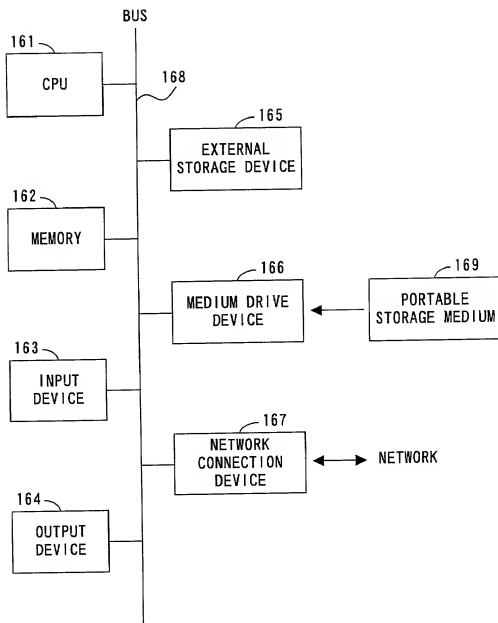 BUS
161
CPU
168
165
EXTERNAL
STORAGE DEVICE
162
MEMORY
166
MEDIUM DRIVE
DEVICE
169
PORTABLE
STORAGE MEDIUM
163
INPUT
DEVICE
167
NETWORK
CONNECTION
DEVICE
NETWORK
164
OUTPUT
DEVICE